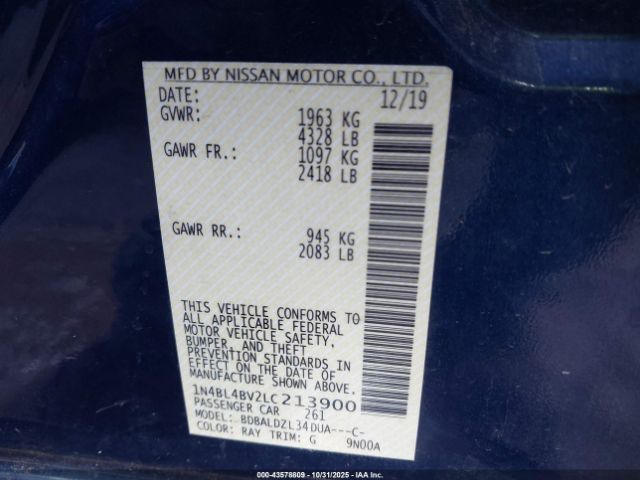 MFD BY NISSAN MOTOR CO., LTD.
DATE: 12/19
GVWR: 1963 KG
4328 LB
GAWR FR.: 1097 KG
2418 LB
GAWR RR.: 945 KG
2083 LB
THIS VEHICLE CONFORMS TO
ALL APPLICABLE FEDERAL
MOTOR VEHICLE SAFETY,
BUMPER, AND THEFT
PREVENTION STANDARDS IN
EFFECT ON THE DATE OF
MANUFACTURE SHOWN ABOVE.
1N4BL4BV2LC213900
PASSENGER CAR 261
MODEL: BDBALDZL34DUA---C-
COLOR: RAY TRIM: G 9N00A
000-43578809 - 10/31/2025 - IAA Inc.